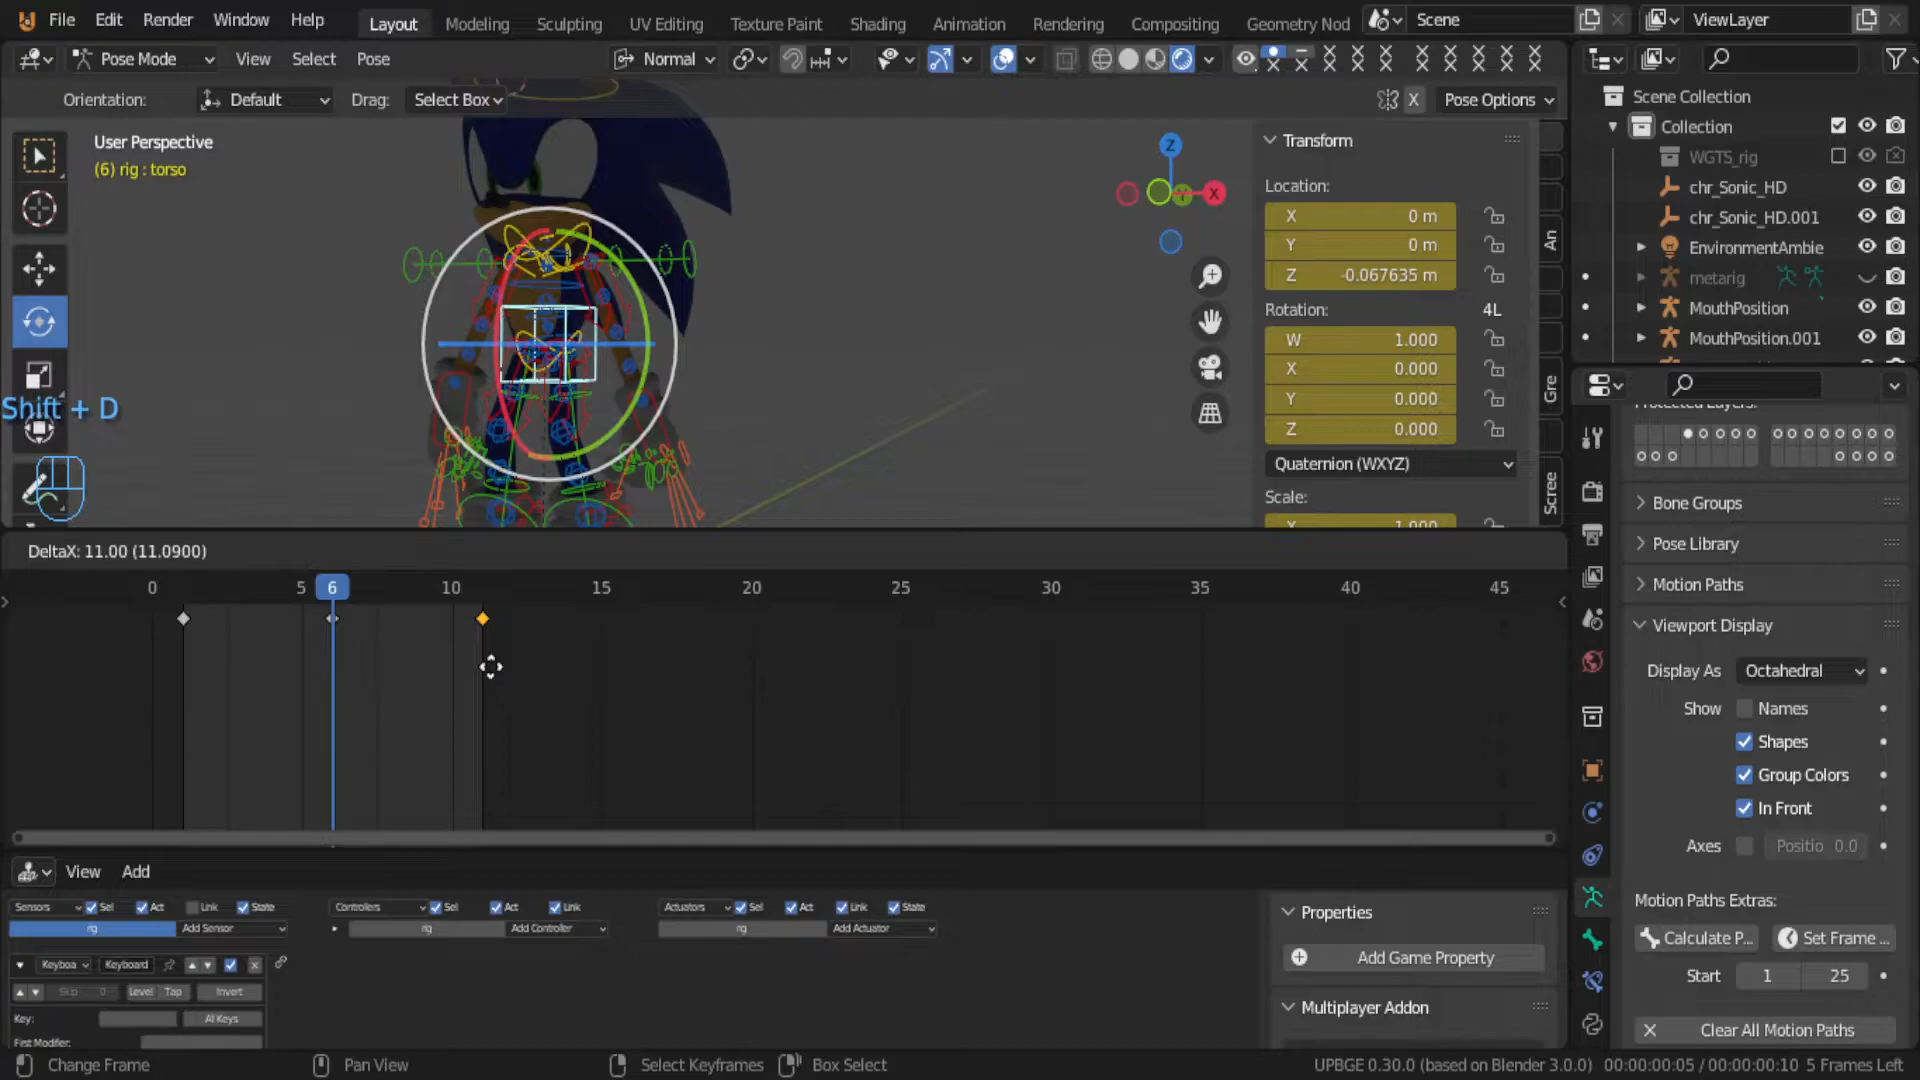 File Edit Render Window Help Layout Modeling Sculpting UV Editing Texture Paint Shading Animation Rendering Compositing Geometry Nod Scene ViewLayer
Pose Mode View Select Pose Normal
Orientation: Default Drag: Select Box X Pose Options
User Perspective
(6) rig : torso
Shift + D
Z
X
Transform
Location:
X 0 m
Y 0 m
Z -0.067635 m
Rotation: 4L
W 1.000
X 0.000
Y 0.000
Z 0.000
Quaternion (WXYZ)
Scale:
An
Gre
Scree
Scene Collection
Collection
WGTS_rig
chr_Sonic_HD
chr_Sonic_HD.001
EnvironmentAmbie
metarig
MouthPosition
MouthPosition.001
Protected Layers:
Bone Groups
Pose Library
Motion Paths
Viewport Display
Display As Octahedral
Show Names
Shapes
Group Colors
In Front
Axes Positio 0.0
Motion Paths Extras:
Calculate P... Set Frame ...
Start 1 25
Clear All Motion Paths
DeltaX: 11.00 (11.0900)
0 5 6 10 15 20 25 30 35 40 45
View Add
Sensors Sel Act Link State Controllers Sel Act Link Actuators Sel Act Link State
rig Add Sensor rig Add Controller rig Add Actuator
Keyboa Keyboard
Skip 0 Level Tap Invert
Key: All Keys
First Modifier:
Properties
Add Game Property
Multiplayer Addon
Change Frame Pan View Select Keyframes Box Select UPBGE 0.30.0 (based on Blender 3.0.0) 00:00:00:05 / 00:00:00:10 5 Frames Left